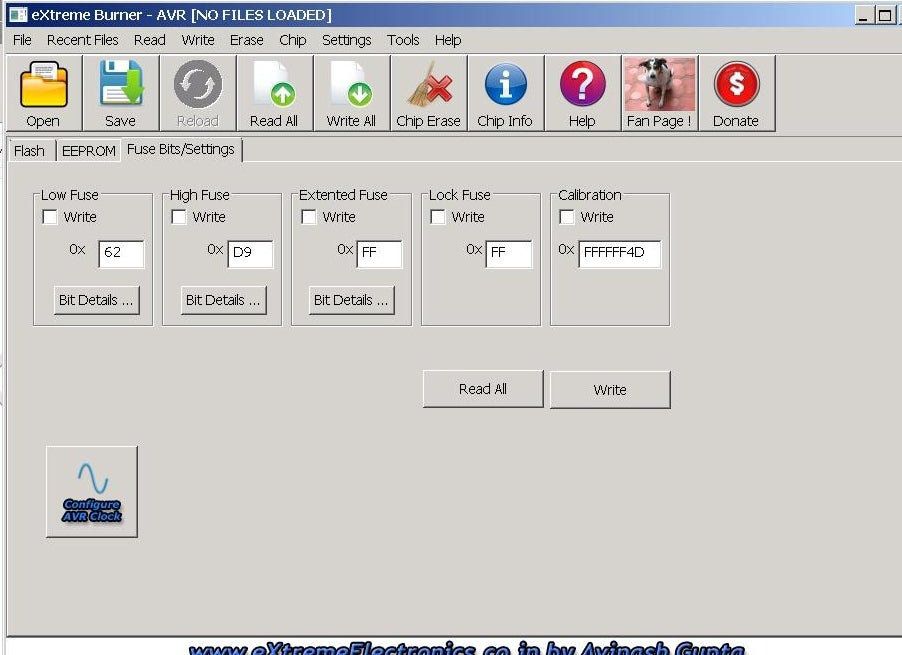 eXtreme Burner - AVR [NO FILES LOADED]
File Recent Files Read Write Erase Chip Settings Tools Help
Open Save Reload Read All Write All Chip Erase Chip Info Help Fan Page ! Donate
Flash EEPROM Fuse Bits/Settings
Low Fuse High Fuse Extented Fuse Lock Fuse Calibration
Write Write Write Write Write
0x 62 0x D9 0x FF 0x FF 0x FFFFFF4D
Bit Details ... Bit Details ... Bit Details ...
Read All Write
Configure
AVR Clock
www.eXtremeElectronics.co.in by Avinash Gupta